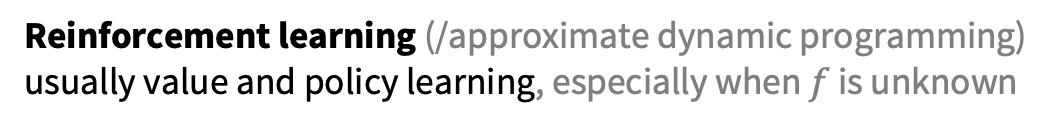 Reinforcement learning (/approximate dynamic programming)
usually value and policy learning, especially when f is unknown